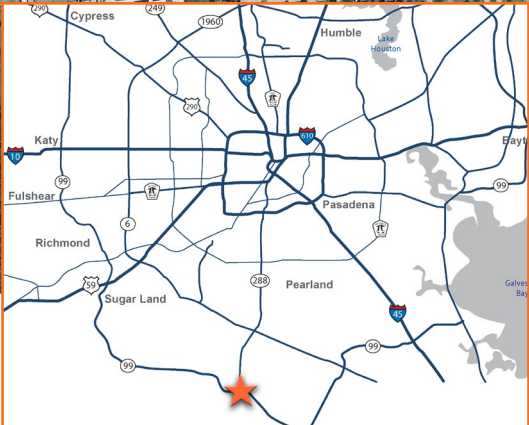 290
249
Cypress
1960
Humble
Lake
Houston
45
290
610
Katy
10
Bayt
99
99
Fulshear
Pasadena
6
Richmond
288
Pearland
Galves
Bay
59
Sugar Land
45
99
99